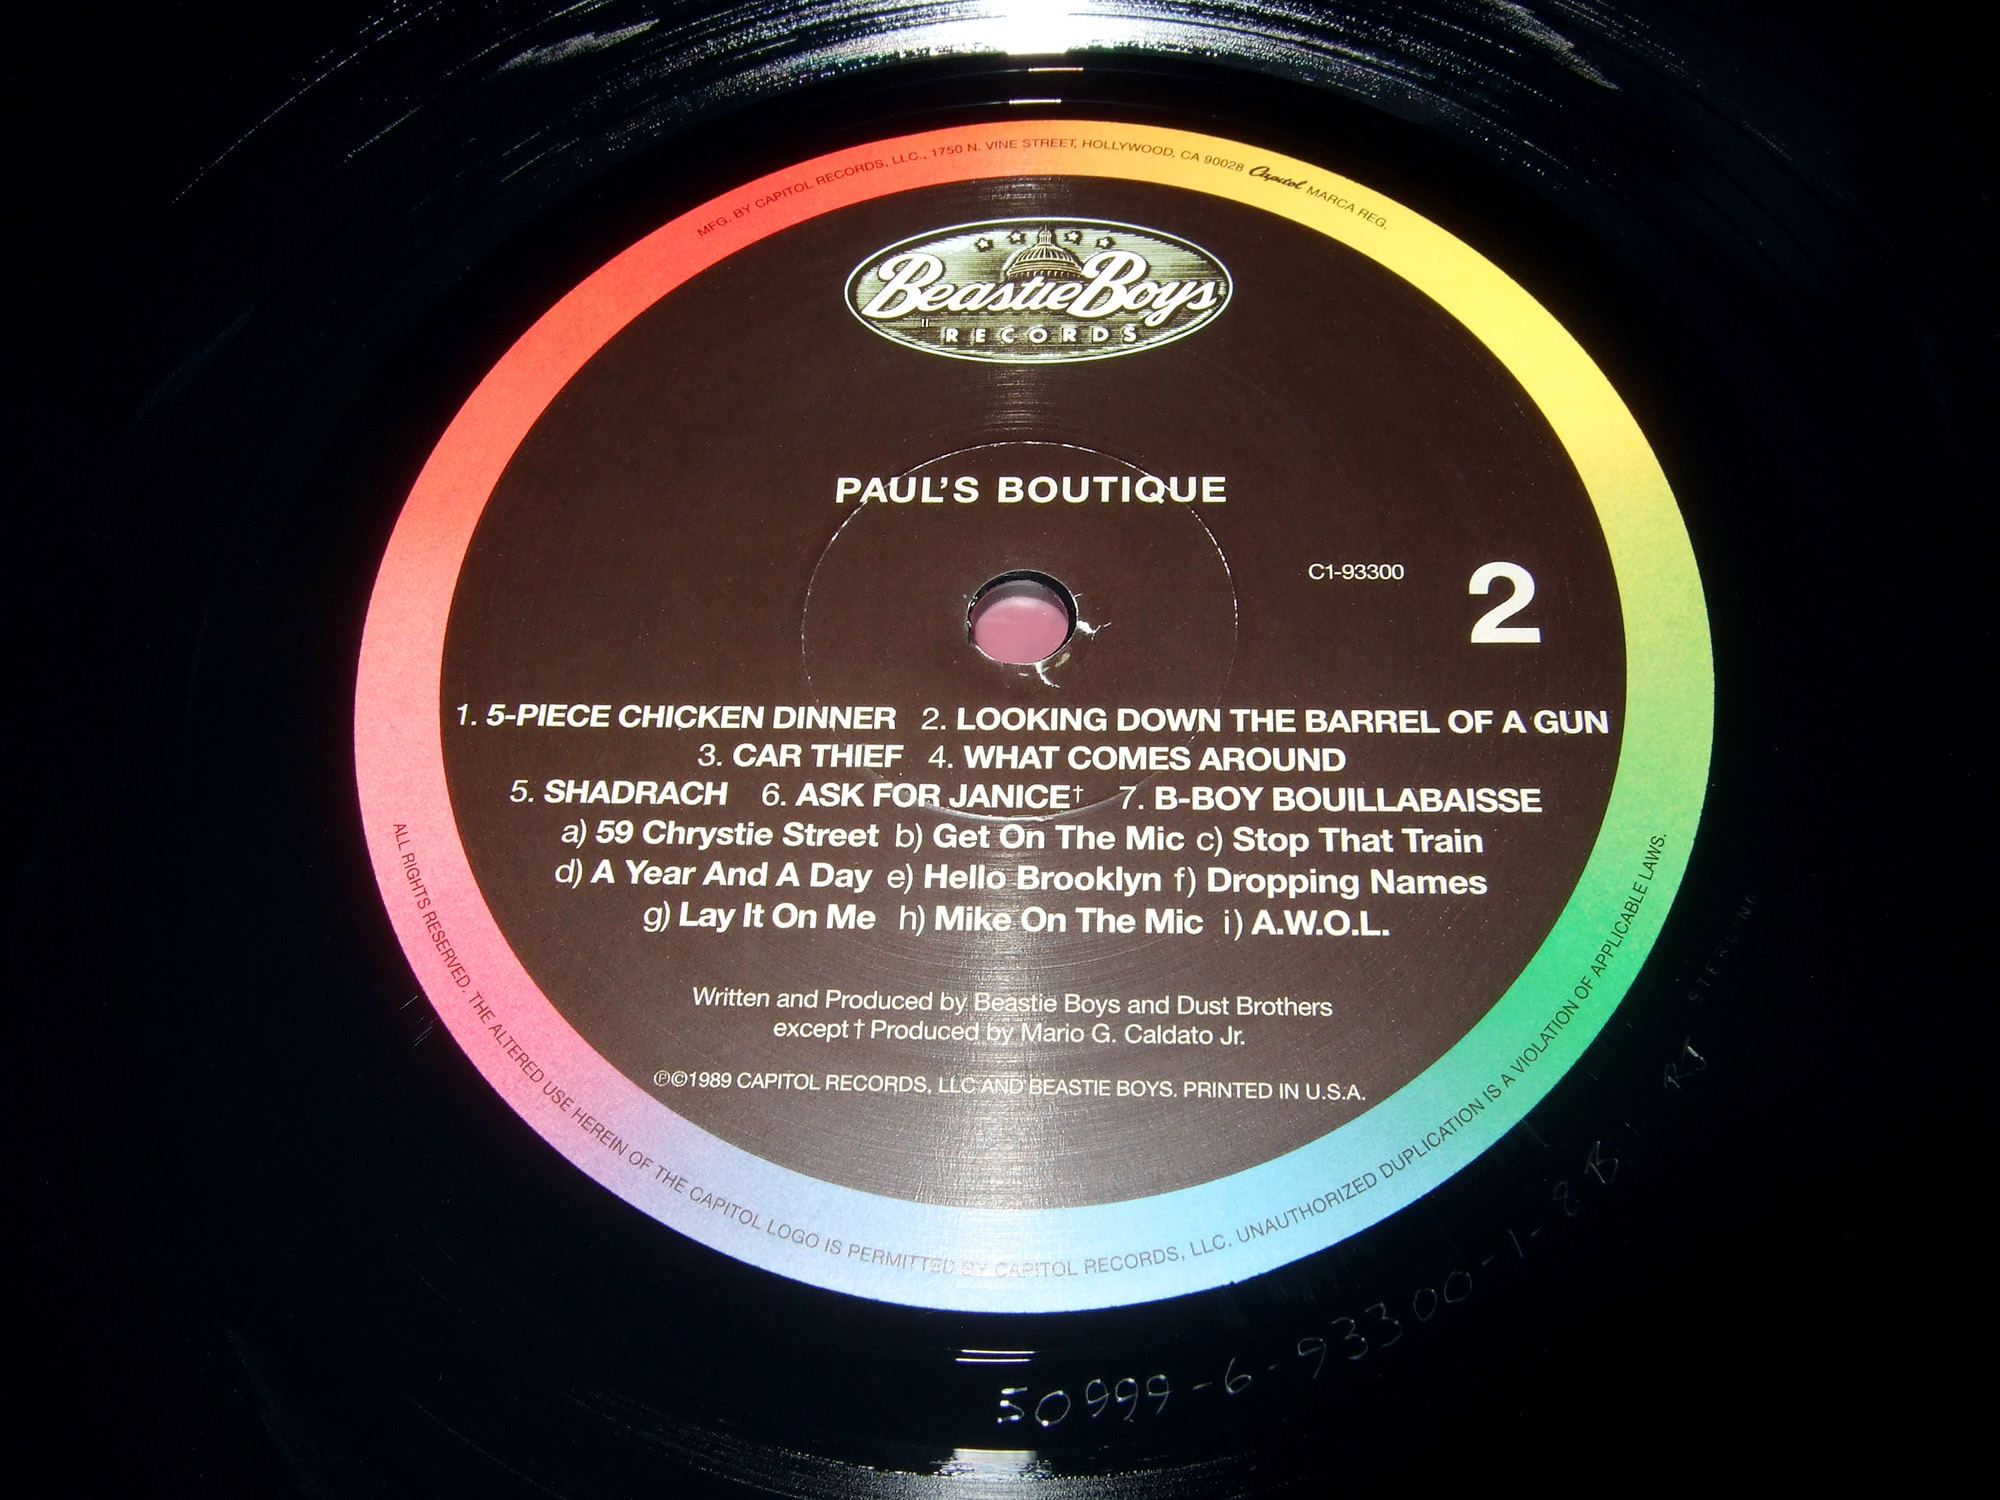 MFG. BY CAPITOL RECORDS, LLC., 1750 N. VINE STREET, HOLLYWOOD, CA 90028 Capitol MARCA REG.
Beastie Boys
RECORDS
PAUL'S BOUTIQUE
C1-93300
2
1. 5-PIECE CHICKEN DINNER 2. LOOKING DOWN THE BARREL OF A GUN
3. CAR THIEF 4. WHAT COMES AROUND
5. SHADRACH 6. ASK FOR JANICE† 7. B-BOY BOUILLABAISSE
a) 59 Chrystie Street b) Get On The Mic c) Stop That Train
d) A Year And A Day e) Hello Brooklyn f) Dropping Names
g) Lay It On Me h) Mike On The Mic i) A.W.O.L.
Written and Produced by Beastie Boys and Dust Brothers
except † Produced by Mario G. Caldato Jr.
℗©1989 CAPITOL RECORDS, LLC AND BEASTIE BOYS. PRINTED IN U.S.A.
ALL RIGHTS RESERVED. THE ALTERED USE HEREIN OF THE CAPITOL LOGO IS PERMITTED BY CAPITOL RECORDS, LLC. UNAUTHORIZED DUPLICATION IS A VIOLATION OF APPLICABLE LAWS.
50999-6-93300-1-8B. RJ STERLING